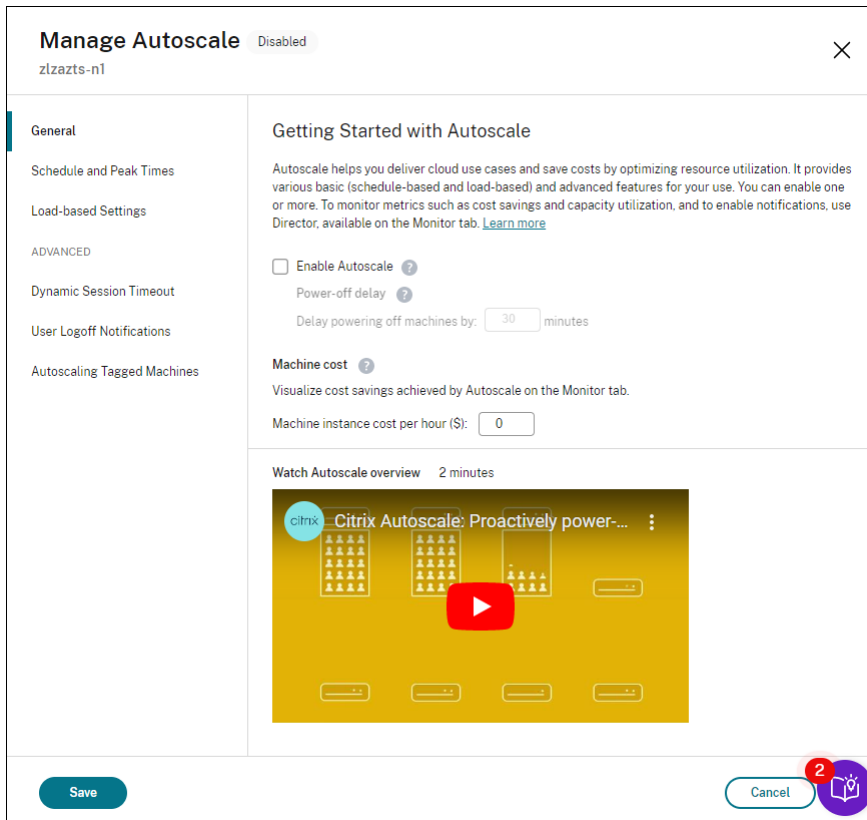 Manage Autoscale Disabled
zlzazts-n1
General
Schedule and Peak Times
Load-based Settings
ADVANCED
Dynamic Session Timeout
User Logoff Notifications
Autoscaling Tagged Machines
Getting Started with Autoscale
Autoscale helps you deliver cloud use cases and save costs by optimizing resource utilization. It provides
various basic (schedule-based and load-based) and advanced features for your use. You can enable one
or more. To monitor metrics such as cost savings and capacity utilization, and to enable notifications, use
Director, available on the Monitor tab. Learn more
Enable Autoscale ?
Power-off delay ?
Delay powering off machines by: 30 minutes
Machine cost ?
Visualize cost savings achieved by Autoscale on the Monitor tab.
Machine instance cost per hour ($): 0
Watch Autoscale overview 2 minutes
citrix Citrix Autoscale: Proactively power-...
Save
Cancel
2